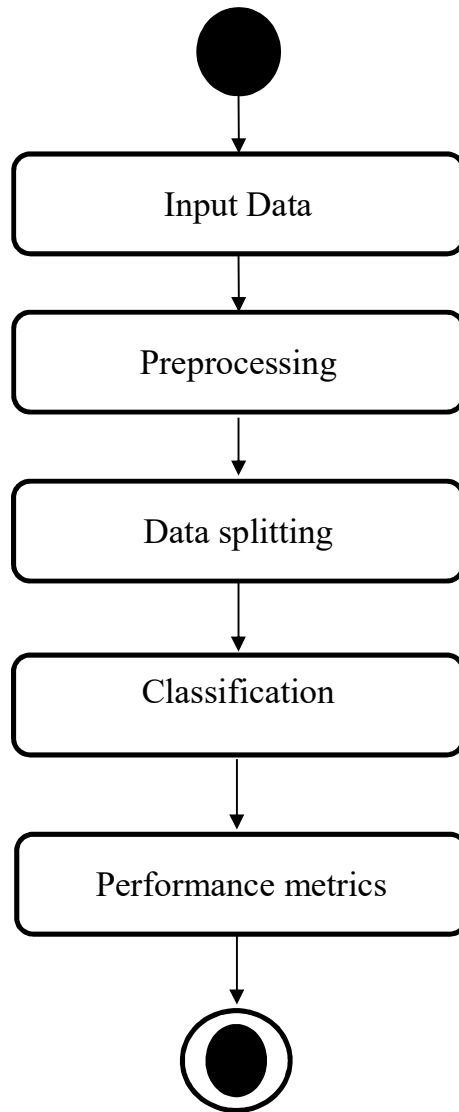 Input Data
Preprocessing
Data splitting
Classification
Performance metrics